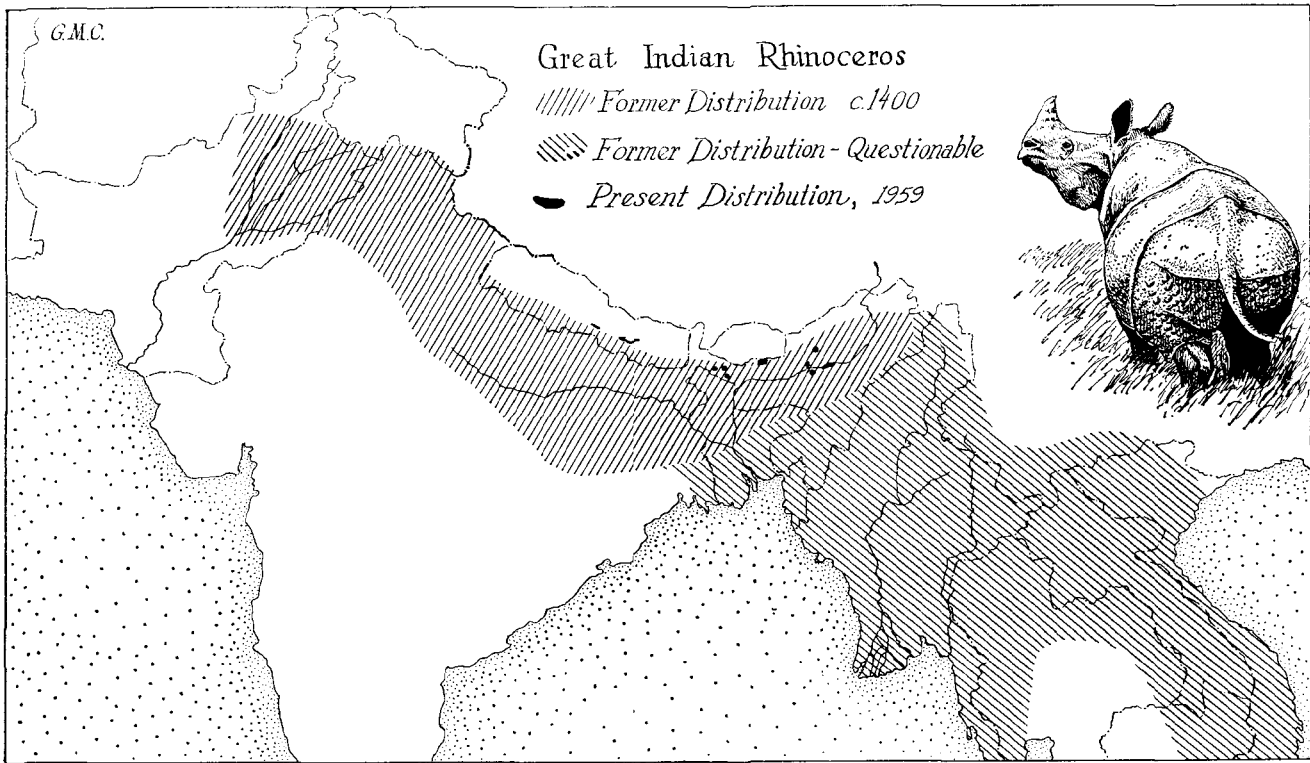 G.M.C.
Great Indian Rhinoceros
Former Distribution c.1400
Former Distribution - Questionable
Present Distribution, 1959